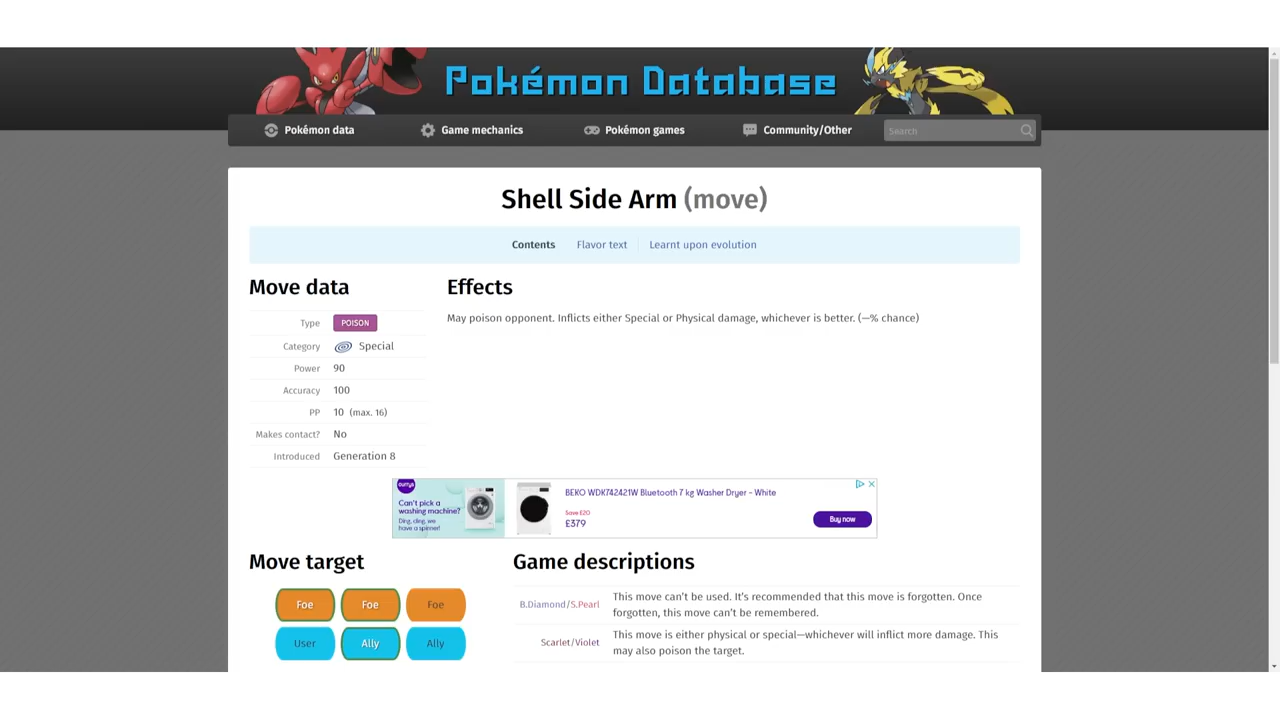 Pokémon Database
Pokémon data
Game mechanics
Pokémon games
Community/Other
Search
Shell Side Arm (move)
Contents
Flavor text
Learnt upon evolution
Move data
Type POISON
Category Special
Power 90
Accuracy 100
PP 10 (max. 16)
Makes contact? No
Introduced Generation 8
Effects
May poison opponent. Inflicts either Special or Physical damage, whichever is better. (—% chance)
currys
Can't pick a
washing machine?
Ding, ding, we
have a spinner!
BEKO WDK742421W Bluetooth 7 kg Washer Dryer - White
Save £20
£379
Buy now
Move target
Foe Foe Foe
User Ally Ally
Game descriptions
B.Diamond/S.Pearl
This move can't be used. It's recommended that this move is forgotten. Once
forgotten, this move can't be remembered.
Scarlet/Violet
This move is either physical or special—whichever will inflict more damage. This
may also poison the target.